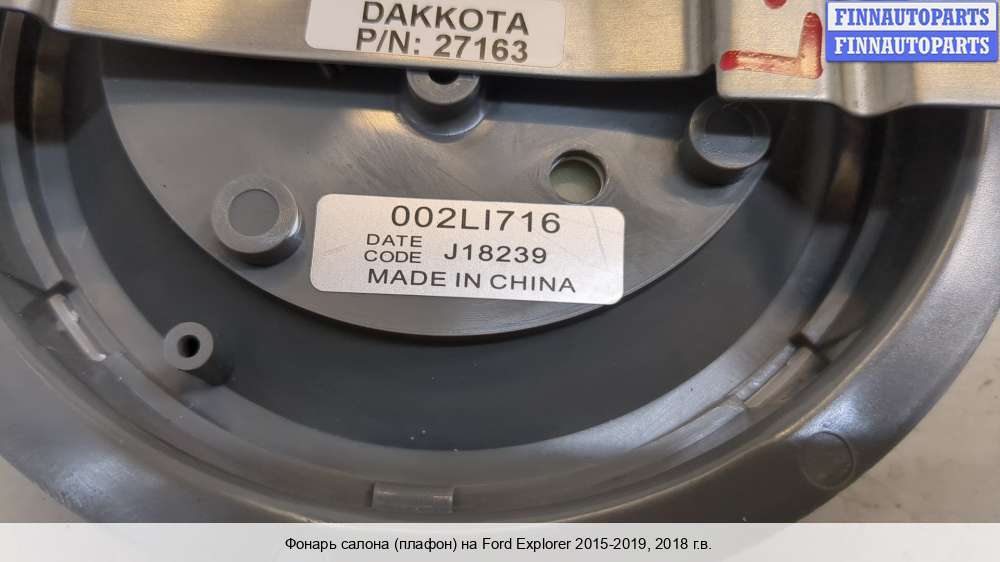 DAKKOTA
P/N: 27163
FINNAUTOPARTS
FINNAUTOPARTS
002LI716
DATE CODE J18239
MADE IN CHINA
Фонарь салона (плафон) на Ford Explorer 2015-2019, 2018 г.в.